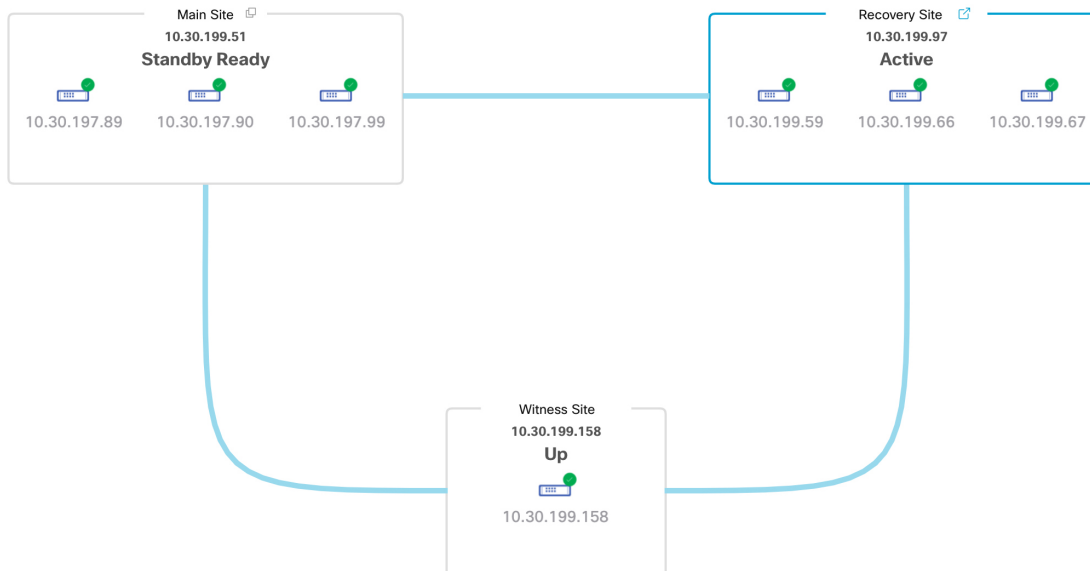 Main Site
10.30.199.51
Standby Ready
10.30.197.89 10.30.197.90 10.30.197.99
Recovery Site
10.30.199.97
Active
10.30.199.59 10.30.199.66 10.30.199.67
Witness Site
10.30.199.158
Up
10.30.199.158